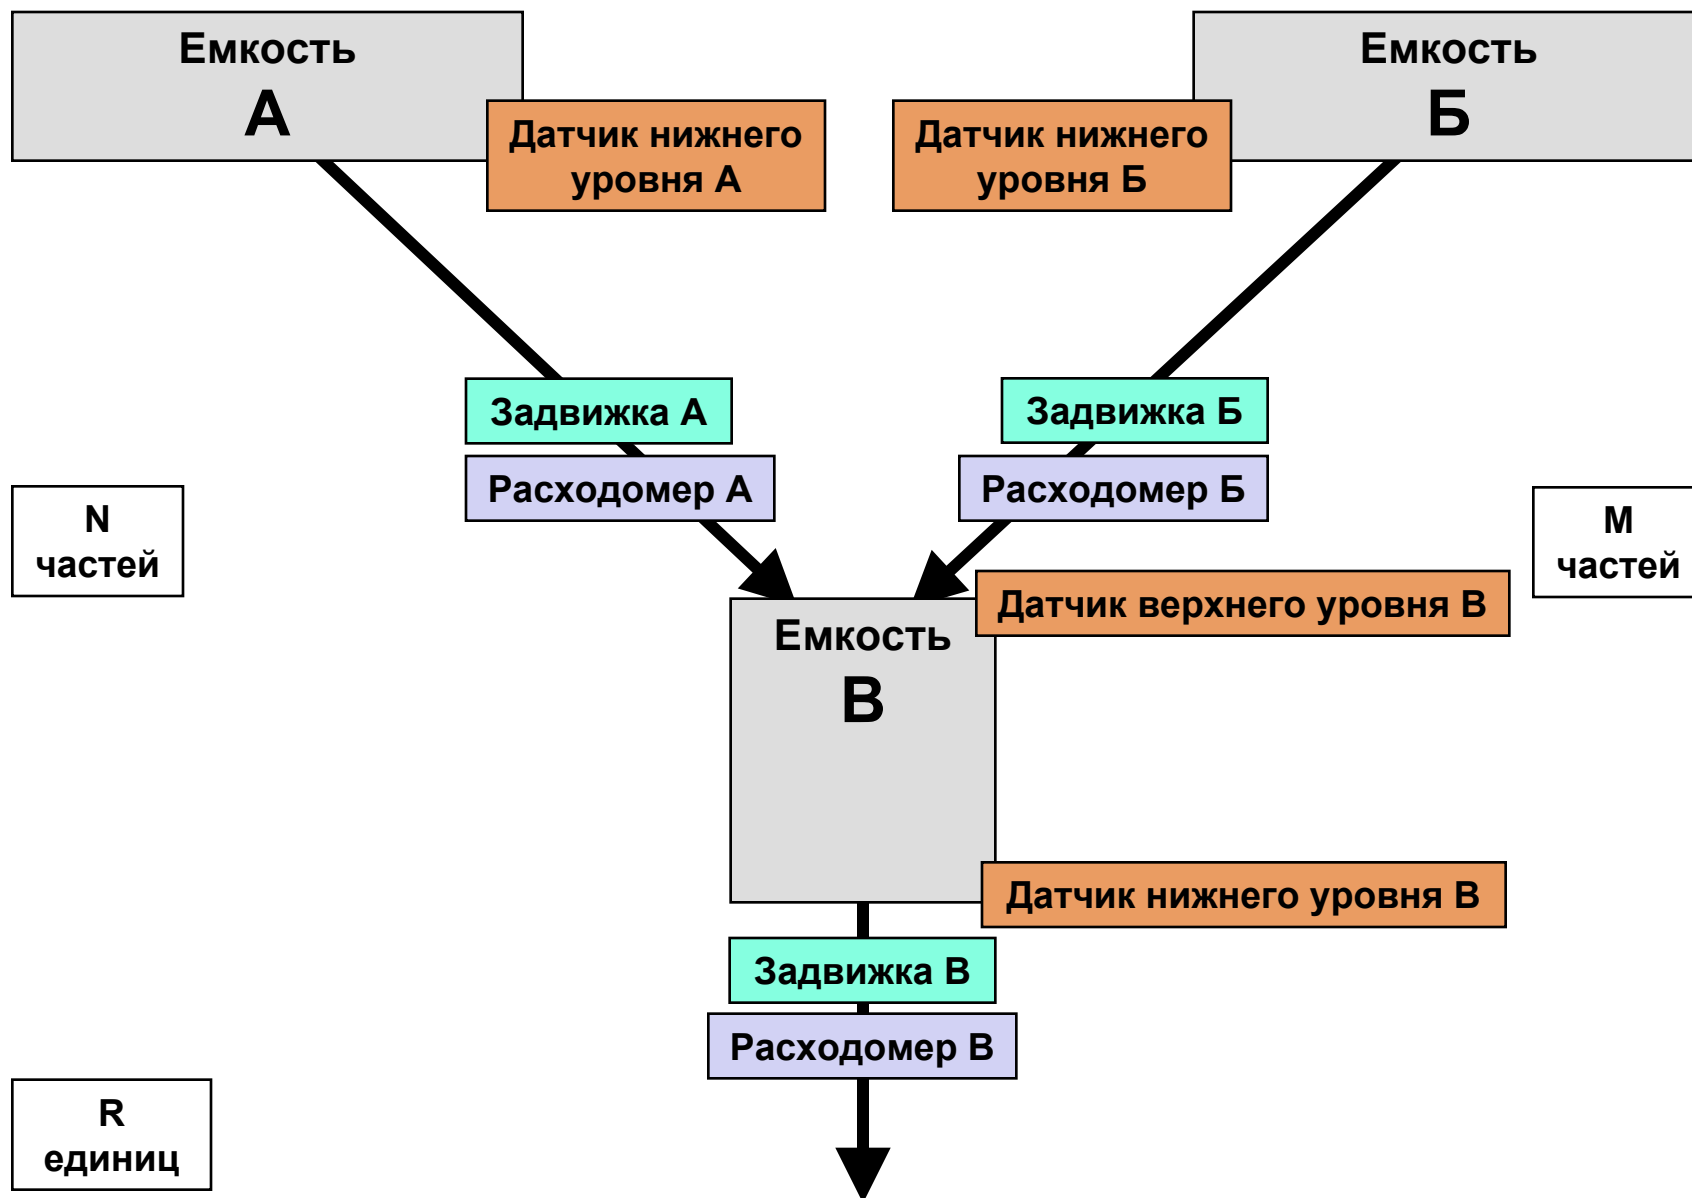 Емкость
А
Емкость
Б
Датчик нижнего
уровня А
Датчик нижнего
уровня Б
Задвижка А
Задвижка Б
Расходомер А
Расходомер Б
N
частей
М
частей
Датчик верхнего уровня В
Емкость
В
Датчик нижнего уровня В
Задвижка В
Расходомер В
R
единиц